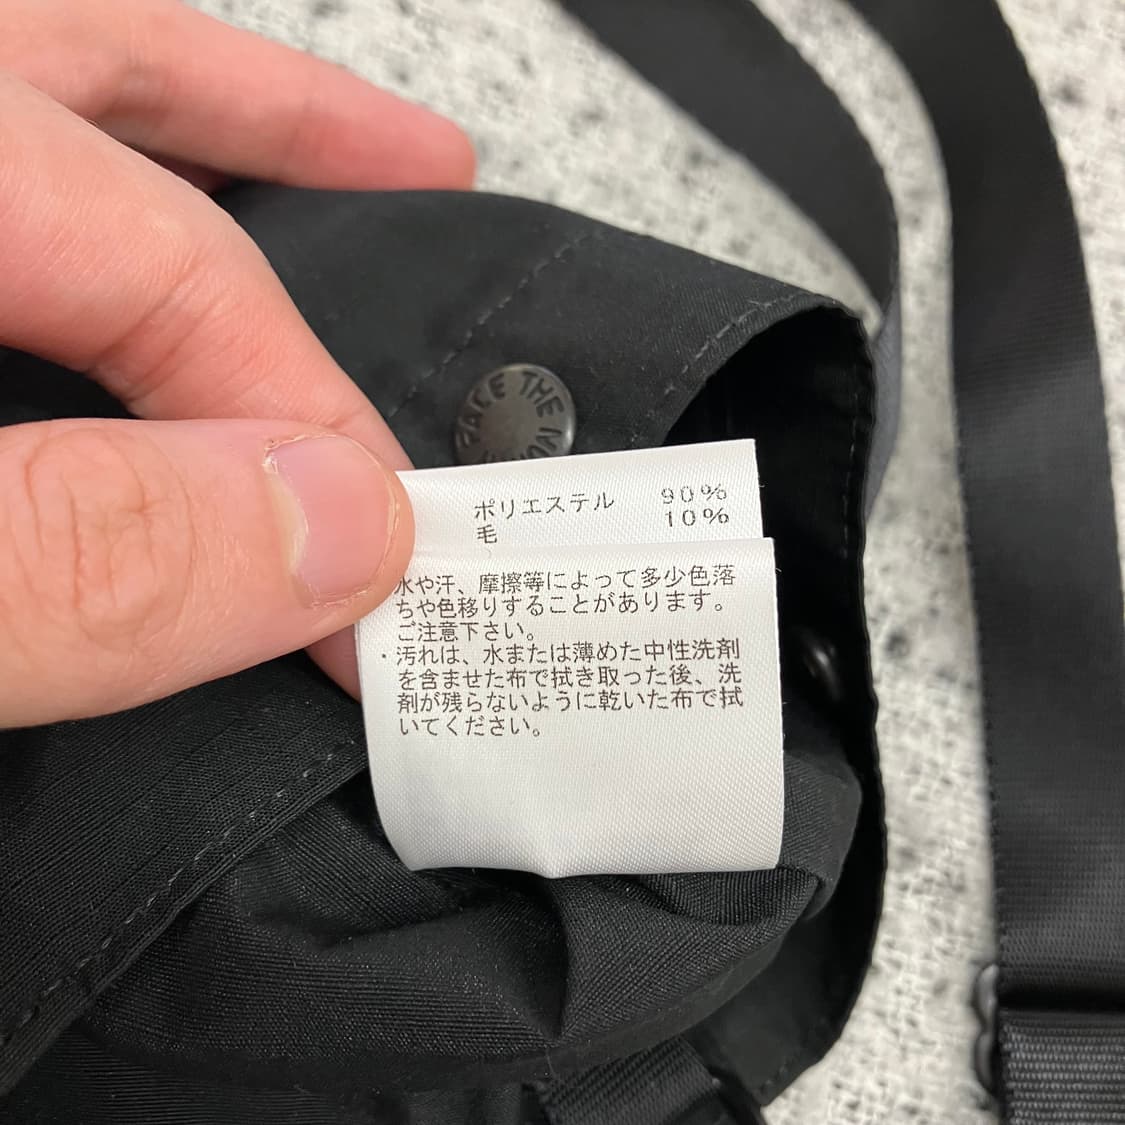 THE NO
FACE
ポリエステル 90%
毛 10%
水や汗、摩擦等によって多少色落
ちや色移りすることがあります。
ご注意下さい。
・汚れは、水または薄めた中性洗剤
を含ませた布で拭き取った後、洗
剤が残らないように乾いた布で拭
いてください。